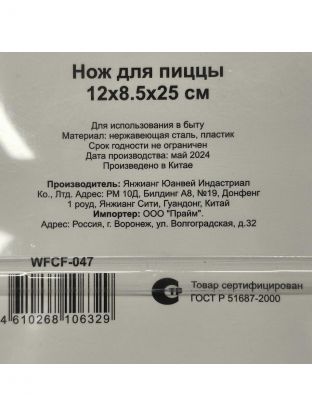 Нож для пиццы
12x8.5x25 см
Для использования в быту
Материал: нержавеющая сталь, пластик
Срок годности не ограничен
Дата производства: май 2024
Произведено в Китае
Производитель: Янжианг Юанвей Индастриал
Ко., Лтд. Адрес: РМ 10Д, Билдинг А8, №19, Донфенг
1 роуд, Янжианг Сити, Гуандонг, Китай
Импортер: ООО "Прайм".
Адрес: Россия, г. Воронеж, ул. Волгоградская, д.32
WFCF-047
Товар сертифицирован
ГОСТ Р 51687-2000
4 610268 106329